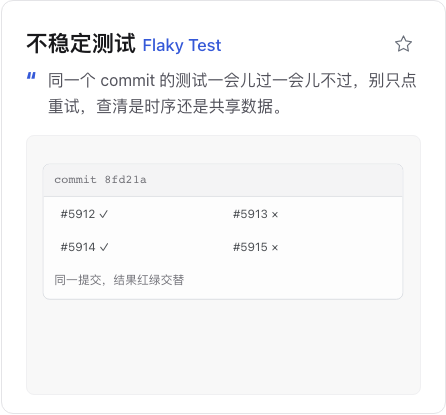 不稳定测试 Flaky Test
“ 同一个 commit 的测试一会儿过一会儿不过，别只点
重试，查清是时序还是共享数据。
commit 8fd21a
#5912 ✓ #5913 ×
#5914 ✓ #5915 ×
同一提交，结果红绿交替